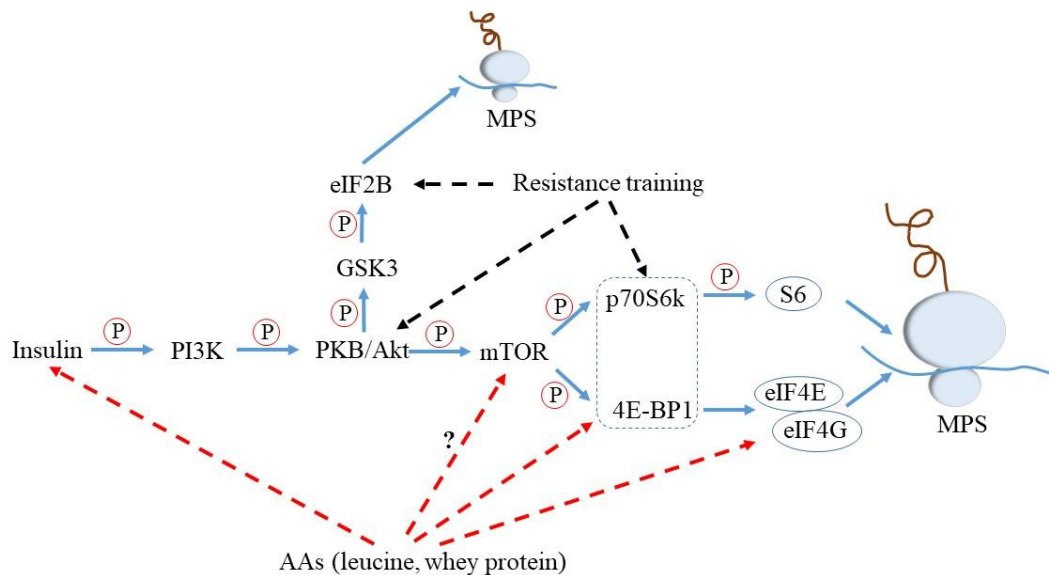 MPS
eIF2B
Resistance training
P
GSK3
P
p70S6k
P
S6
P
P
P
P
Insulin
PI3K
PKB/Akt
mTOR
P
4E-BP1
eIF4E
eIF4G
MPS
?
AAs (leucine, whey protein)